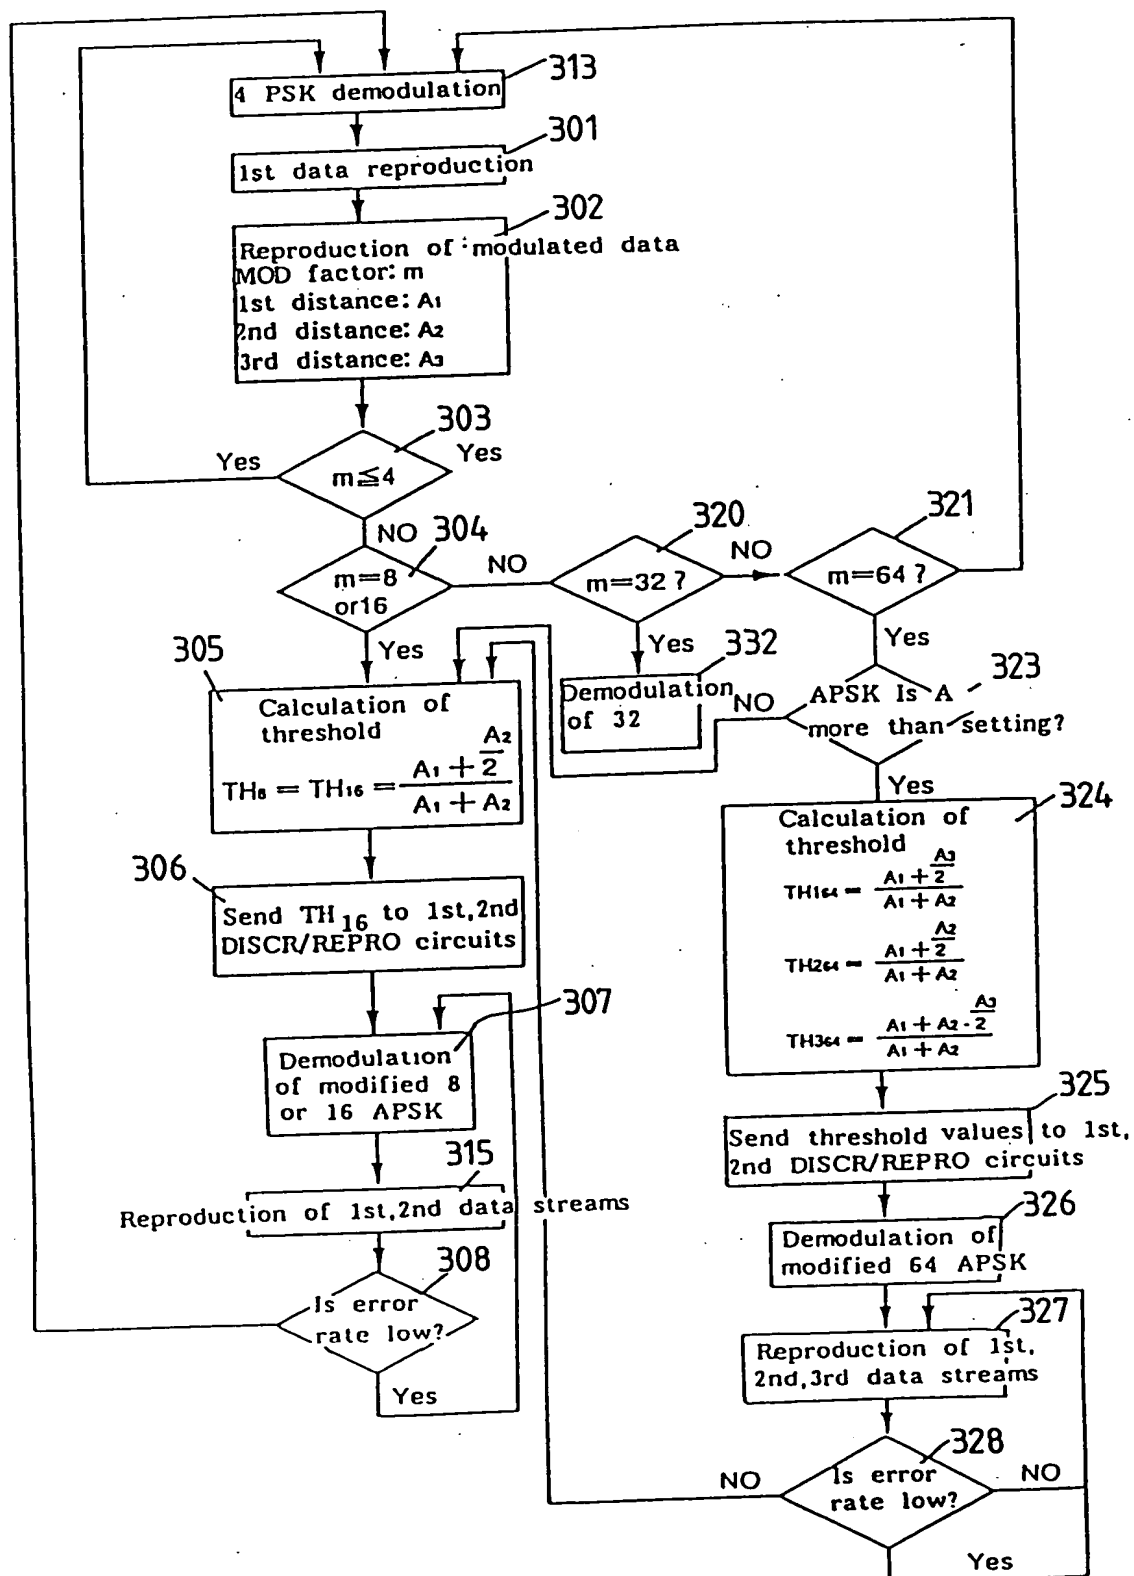 313
4 PSK demodulation
301
1st data reproduction
302
Reproduction of modulated data
MOD factor: m
1st distance: A1
2nd distance: A2
3rd distance: A3
303
Yes
Yes
m≦4
NO
304
NO
m=8
or16
320
NO
m=32 ?
321
m=64 ?
Yes
305
Calculation of
threshold
TH8 = TH16 = (A1 + A2/2) / (A1 + A2)
Yes
332
Demodulation
of 32
Yes
323
NO
APSK Is A
more than setting?
Yes
324
Calculation of
threshold
TH164 = (A1 + A3/2) / (A1 + A2)
TH264 = (A1 + A2/2) / (A1 + A2)
TH364 = (A1 + A2 - A3/2) / (A1 + A2)
306
Send TH16 to 1st,2nd
DISCR/REPRO circuits
307
Demodulation
of modified 8
or 16 APSK
315
Reproduction of 1st,2nd data streams
308
Is error
rate low?
Yes
325
Send threshold values to 1st,
2nd DISCR/REPRO circuits
326
Demodulation of
modified 64 APSK
327
Reproduction of 1st,
2nd,3rd data streams
328
NO
Is error
rate low?
NO
Yes